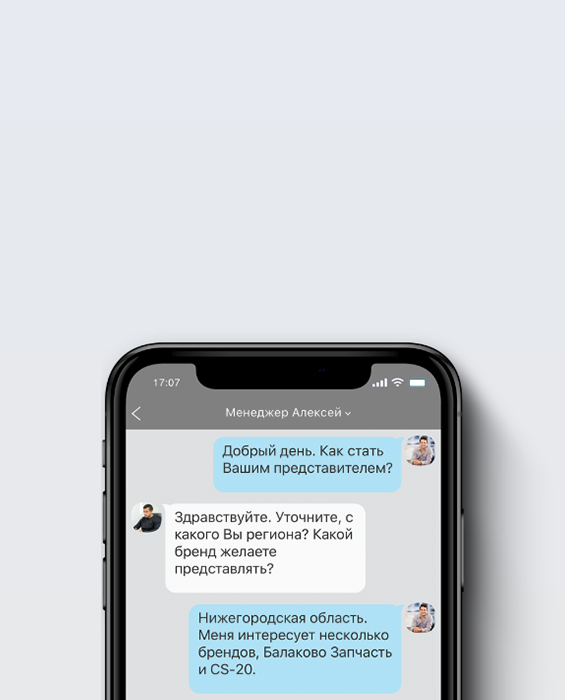 17:07
Менеджер Алексей
Добрый день. Как стать
Вашим представителем?
Здравствуйте. Уточните, с
какого Вы региона? Какой
бренд желаете
представлять?
Нижегородская область.
Меня интересует несколько
брендов, Балаково Запчасть
и CS-20.